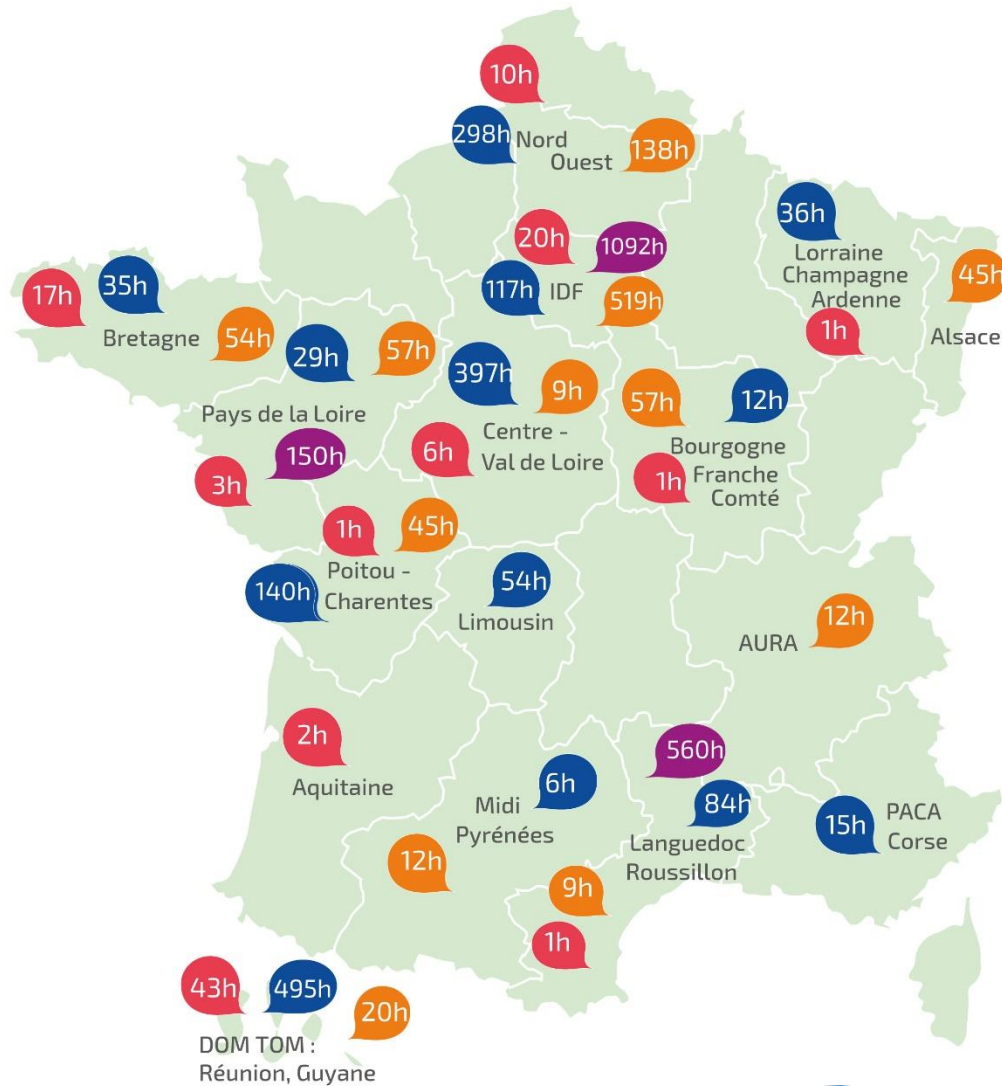 10h
298h
Nord
Ouest
138h
36h
Lorraine
Champagne
Ardenne
1h
45h
Alsace
20h
1092h
117h
IDF
519h
17h
35h
Bretagne
54h
29h
57h
Pays de la Loire
150h
3h
397h
9h
Centre -
Val de Loire
6h
57h
12h
Bourgogne
Franche
Comté
1h
1h
45h
Poitou -
Charentes
140h
54h
Limousin
12h
AURA
2h
Aquitaine
6h
Midi
Pyrénées
12h
560h
84h
Languedoc
Roussillon
9h
1h
15h
PACA
Corse
43h
495h
20h
DOM TOM :
Réunion, Guyane